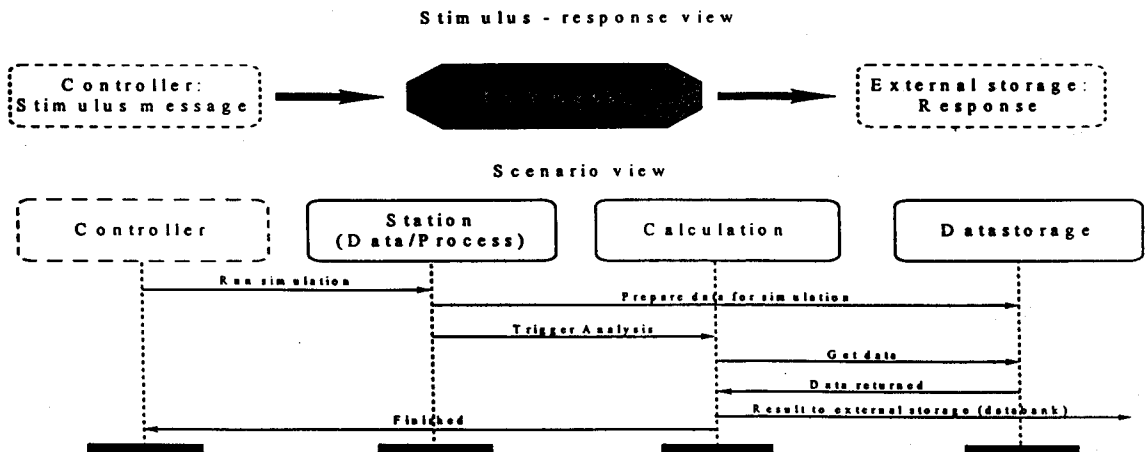 Stimulus - response view
Controller:
Stimulus message
External storage:
Response
Scenario view
Controller
Station
(Data/Process)
Calculation
Datastorage
Run simulation
Prepare data for simulation
Trigger Analysis
Get data
Data returned
Result to external storage (databank)
Finished